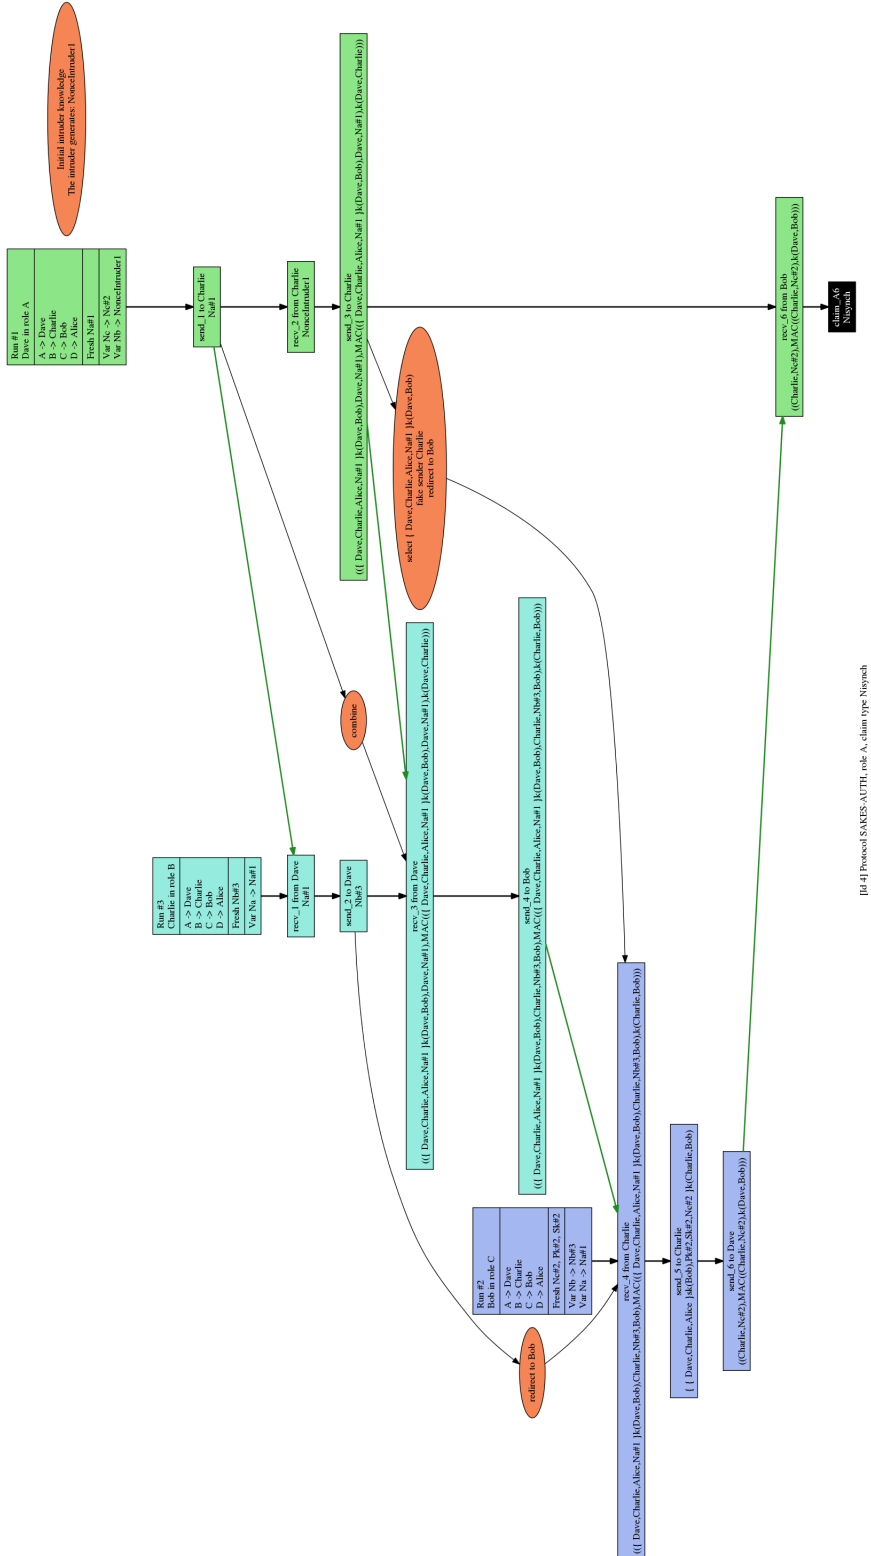 Initial intruder knowledge
The intruder generates: NonceIntruder1
Run #1
Dave in role A
A -> Dave
B -> Charlie
C -> Bob
D -> Alice
Fresh Na#1
Var Nc -> Nc#2
Var Nb -> NonceIntruder1
send_1 to Charlie
Na#1
recv_2 from Charlie
NonceIntruder1
send_3 to Charlie
(({ Dave,Charlie,Alice,Na#1 }k(Dave,Bob),Dave,Na#1),MAC(({ Dave,Charlie,Alice,Na#1 }k(Dave,Bob),Dave,Na#1),k(Dave,Charlie)))
select { Dave,Charlie,Alice,Na#1 }k(Dave,Bob)
fake sender Charlie
redirect to Bob
combine
Run #3
Charlie in role B
A -> Dave
B -> Charlie
C -> Bob
D -> Alice
Fresh Nb#3
Var Na -> Na#1
recv_1 from Dave
Na#1
send_2 to Dave
Nb#3
recv_3 from Dave
(({ Dave,Charlie,Alice,Na#1 }k(Dave,Bob),Dave,Na#1),MAC(({ Dave,Charlie,Alice,Na#1 }k(Dave,Bob),Dave,Na#1),k(Dave,Charlie)))
send_4 to Bob
(({ Dave,Charlie,Alice,Na#1 }k(Dave,Bob),Charlie,Nb#3,Bob),MAC(({ Dave,Charlie,Alice,Na#1 }k(Dave,Bob),Charlie,Nb#3,Bob),k(Charlie,Bob)))
Run #2
Bob in role C
A -> Dave
B -> Charlie
C -> Bob
D -> Alice
Fresh Nc#2, Pk#2, Sk#2
Var Nb -> Nb#3
Var Na -> Na#1
redirect to Bob
recv_4 from Charlie
(({ Dave,Charlie,Alice,Na#1 }k(Dave,Bob),Charlie,Nb#3,Bob),MAC(({ Dave,Charlie,Alice,Na#1 }k(Dave,Bob),Charlie,Nb#3,Bob),k(Charlie,Bob)))
send_5 to Charlie
{ { Dave,Charlie,Alice }sk(Bob),Pk#2,Sk#2,Nc#2 }k(Charlie,Bob)
send_6 to Dave
((Charlie,Nc#2),MAC((Charlie,Nc#2),k(Dave,Bob)))
recv_6 from Bob
((Charlie,Nc#2),MAC((Charlie,Nc#2),k(Dave,Bob)))
claim_A6
Nisynch
[Id 4] Protocol SAKES-AUTH, role A, claim type Nisynch